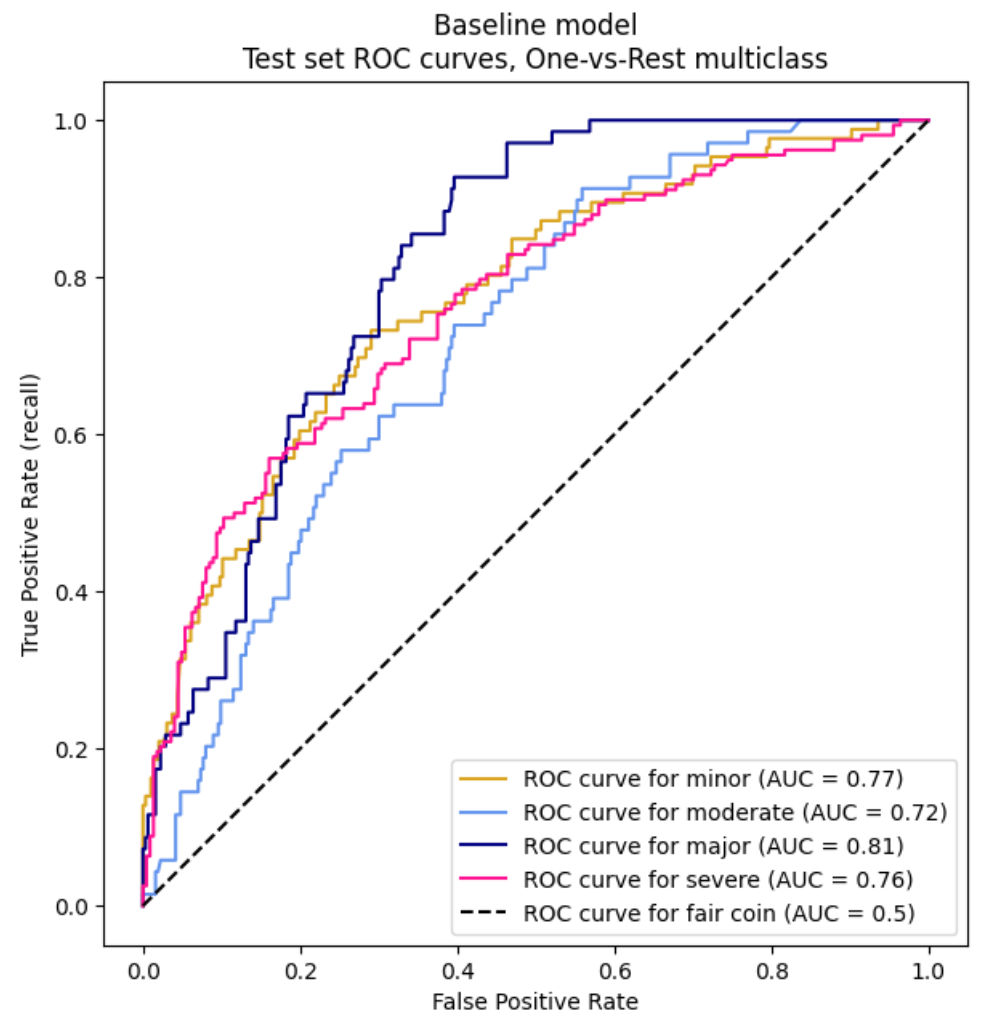 Baseline model
Test set ROC curves, One-vs-Rest multiclass
True Positive Rate (recall)
1.0
0.8
0.6
0.4
0.2
0.0
ROC curve for minor (AUC = 0.77)
ROC curve for moderate (AUC = 0.72)
ROC curve for major (AUC = 0.81)
ROC curve for severe (AUC = 0.76)
ROC curve for fair coin (AUC = 0.5)
0.0 0.2 0.4 0.6 0.8 1.0
False Positive Rate